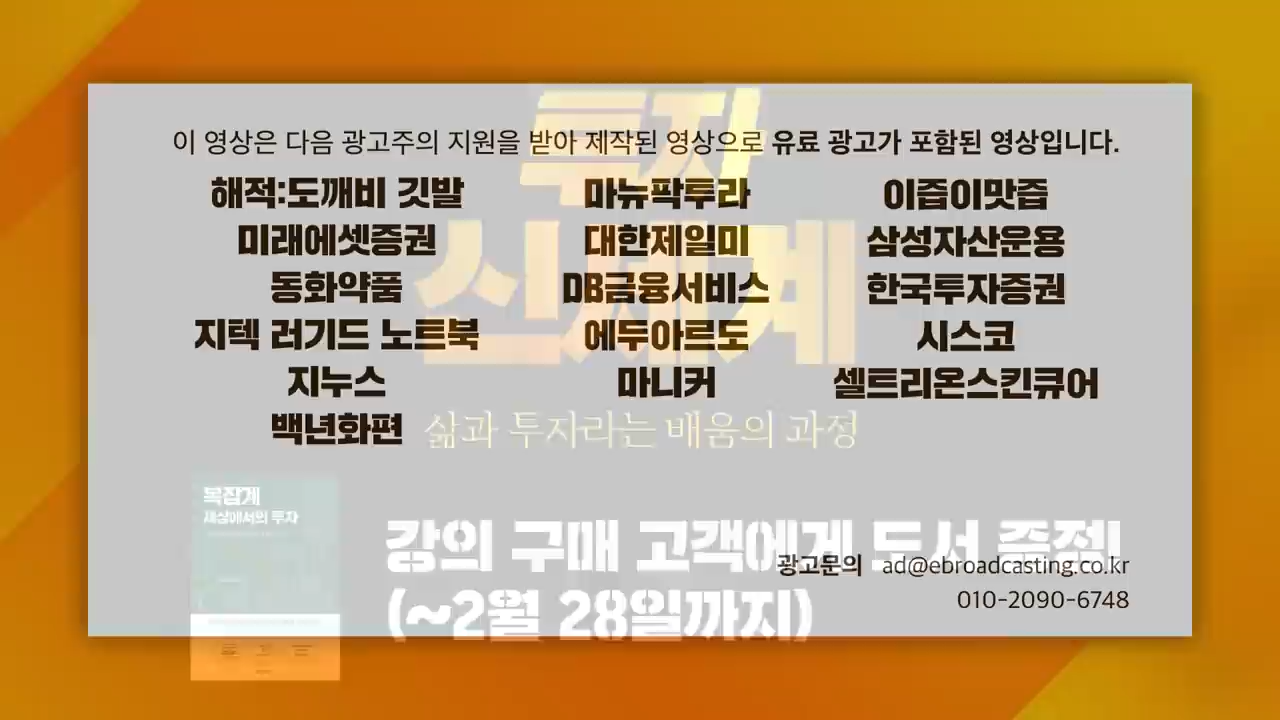 이 영상은 다음 광고주의 지원을 받아 제작된 영상으로 유료 광고가 포함된 영상입니다.
해적:도깨비 깃발 마뉴팍투라 이즙이맛즙
미래에셋증권 대한제일미 삼성자산운용
동화약품 DB금융서비스 한국투자증권
지텍 러기드 노트북 에두아르도 시스코
지누스 마니커 셀트리온스킨큐어
백년화편
투자
신세계
삶과 투자라는 배움의 과정
복잡계
세상에서의 투자
강의 구매 고객에게 도서 증정!
(~2월 28일까지)
광고문의 ad@ebroadcasting.co.kr
010-2090-6748